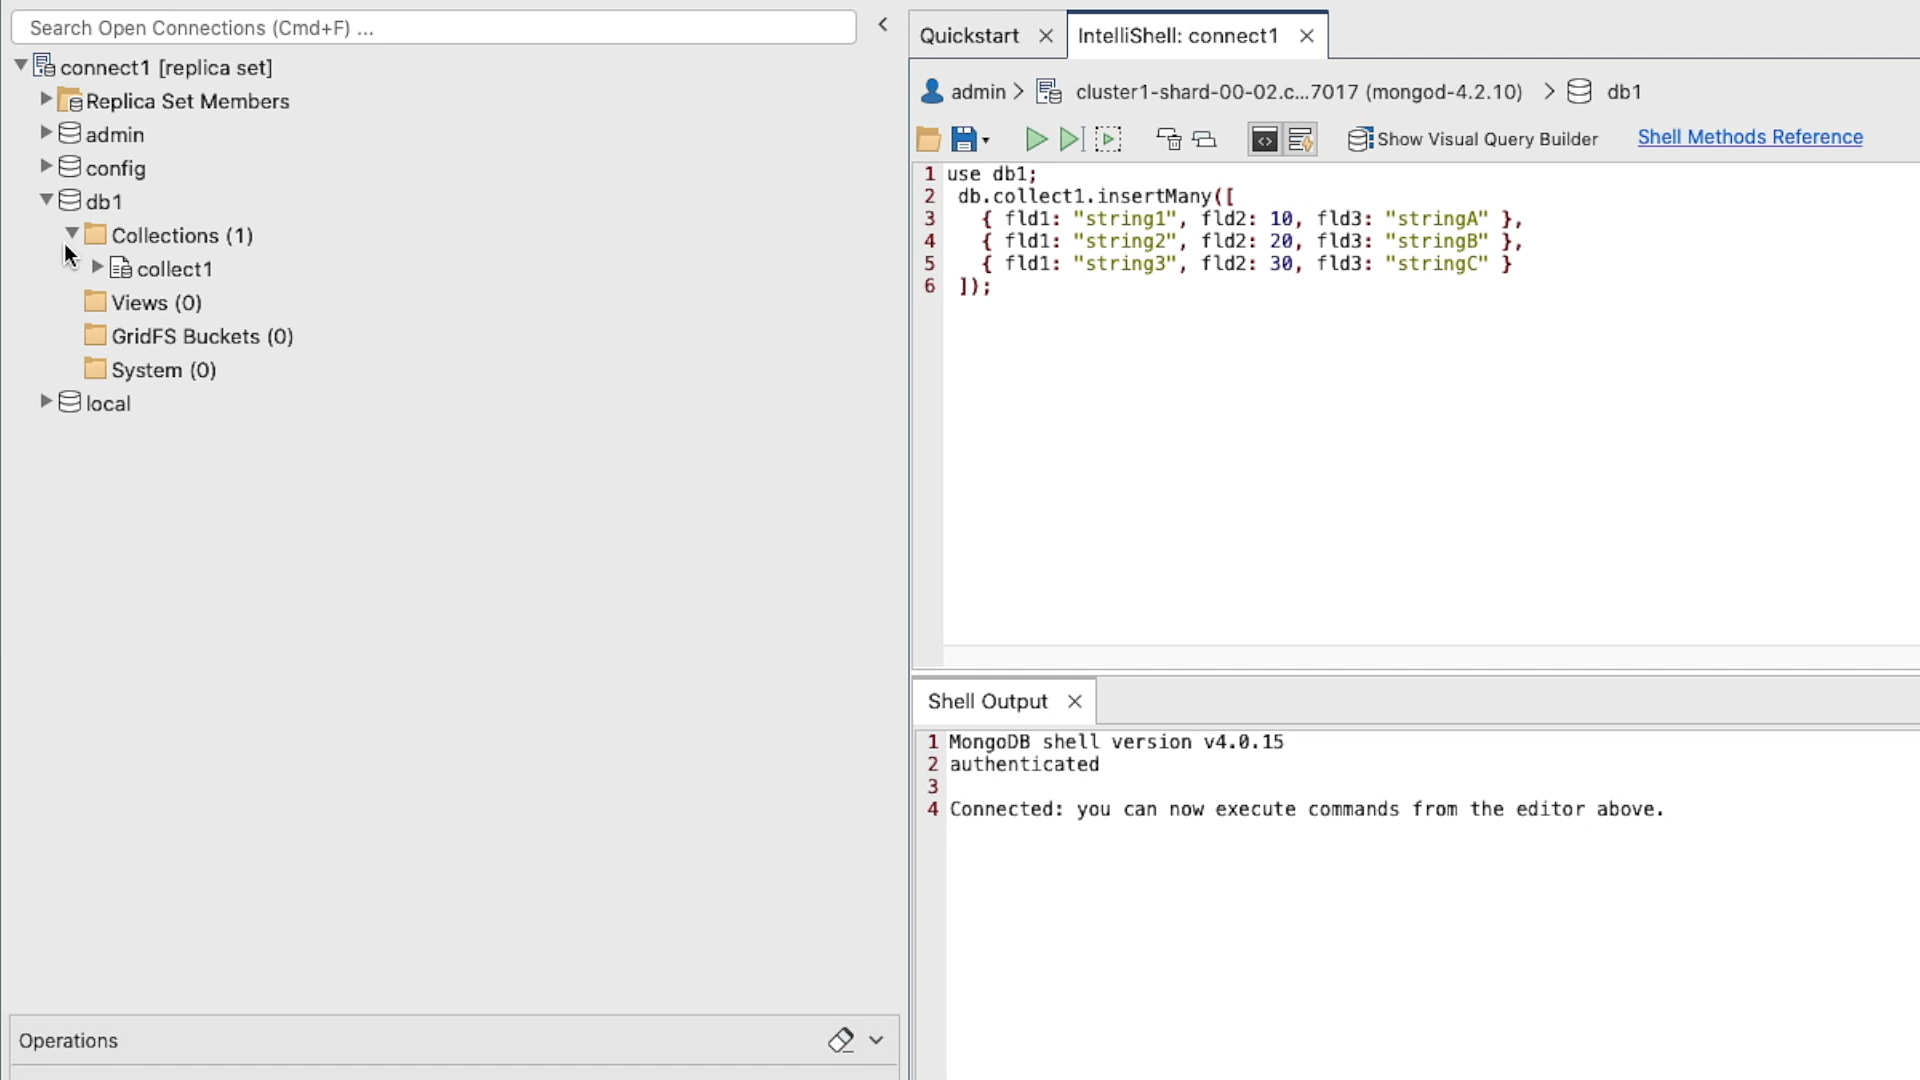 Search Open Connections (Cmd+F) ...
connect1 [replica set]
Replica Set Members
admin
config
db1
Collections (1)
collect1
Views (0)
GridFS Buckets (0)
System (0)
local
Operations
Quickstart
IntelliShell: connect1
admin > cluster1-shard-00-02.c...7017 (mongod-4.2.10) > db1
Show Visual Query Builder Shell Methods Reference
1 use db1;
2 db.collect1.insertMany([
3 { fld1: "string1", fld2: 10, fld3: "stringA" },
4 { fld1: "string2", fld2: 20, fld3: "stringB" },
5 { fld1: "string3", fld2: 30, fld3: "stringC" }
6 ]);
Shell Output
1 MongoDB shell version v4.0.15
2 authenticated
3
4 Connected: you can now execute commands from the editor above.